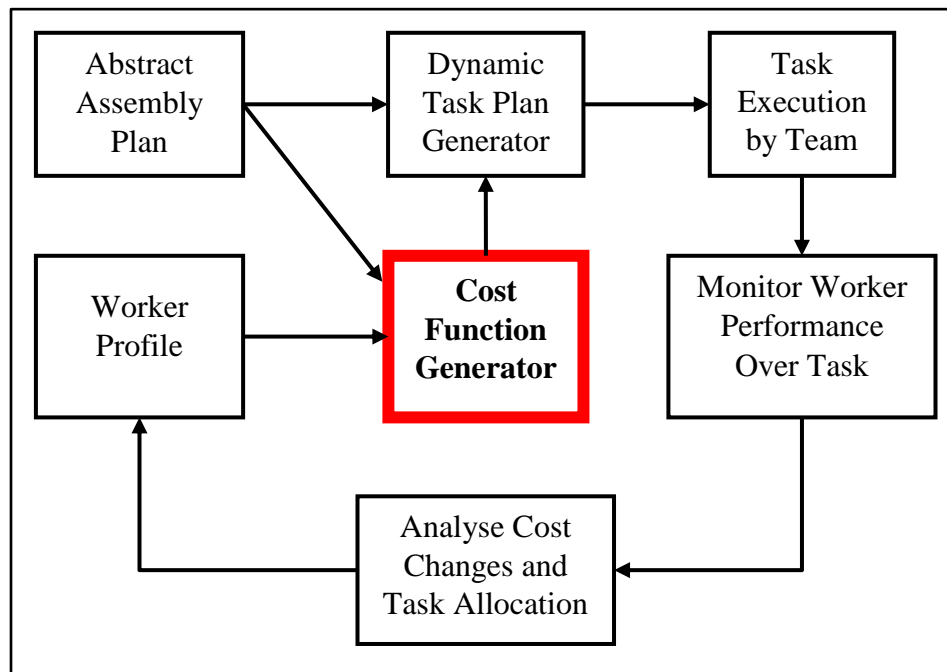 Abstract
Assembly
Plan
Dynamic
Task Plan
Generator
Task
Execution
by Team
Worker
Profile
Cost
Function
Generator
Monitor Worker
Performance
Over Task
Analyse Cost
Changes and
Task Allocation